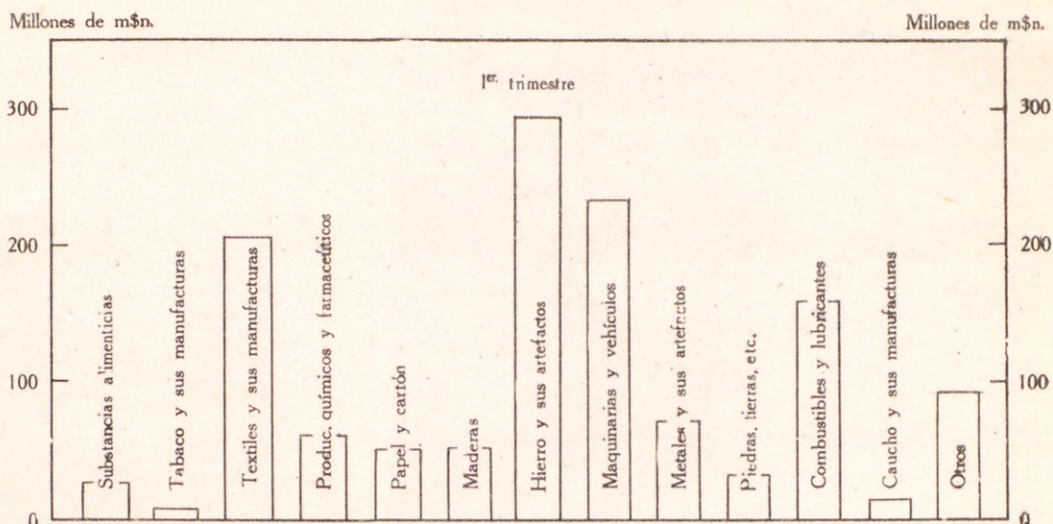 Millones de m$n.
Millones de m$n.
1er. trimestre
300
300
200
200
100
100
0
0
Substancias alimenticias
Tabaco y sus manufacturas
Textiles y sus manufacturas
Produc. químicos y farmacéuticos
Papel y cartón
Maderas
Hierro y sus artefactos
Maquinarias y vehículos
Metales y sus artefactos
Piedras, tierras, etc.
Combustibles y lubricantes
Caucho y sus manufacturas
Otros